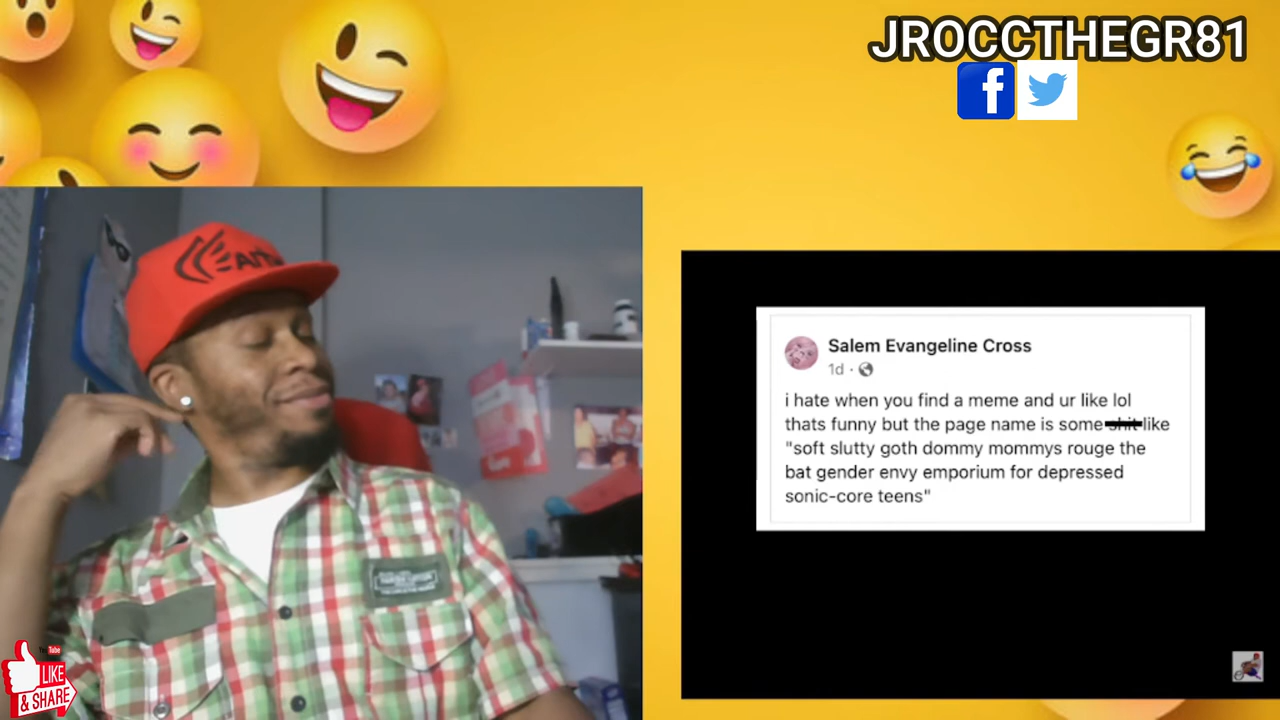 JROCCTHEGR81
Salem Evangeline Cross
1d ·
i hate when you find a meme and ur like lol
thats funny but the page name is some shit like
"soft slutty goth dommy mommys rouge the
bat gender envy emporium for depressed
sonic-core teens"
YouTube
LIKE
& SHARE